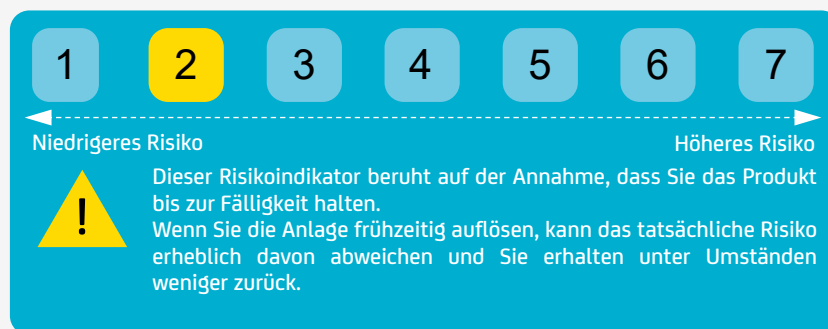 1 2 3 4 5 6 7
Niedrigeres Risiko Höheres Risiko
!
Dieser Risikoindikator beruht auf der Annahme, dass Sie das Produkt
bis zur Fälligkeit halten.
Wenn Sie die Anlage frühzeitig auflösen, kann das tatsächliche Risiko
erheblich davon abweichen und Sie erhalten unter Umständen
weniger zurück.